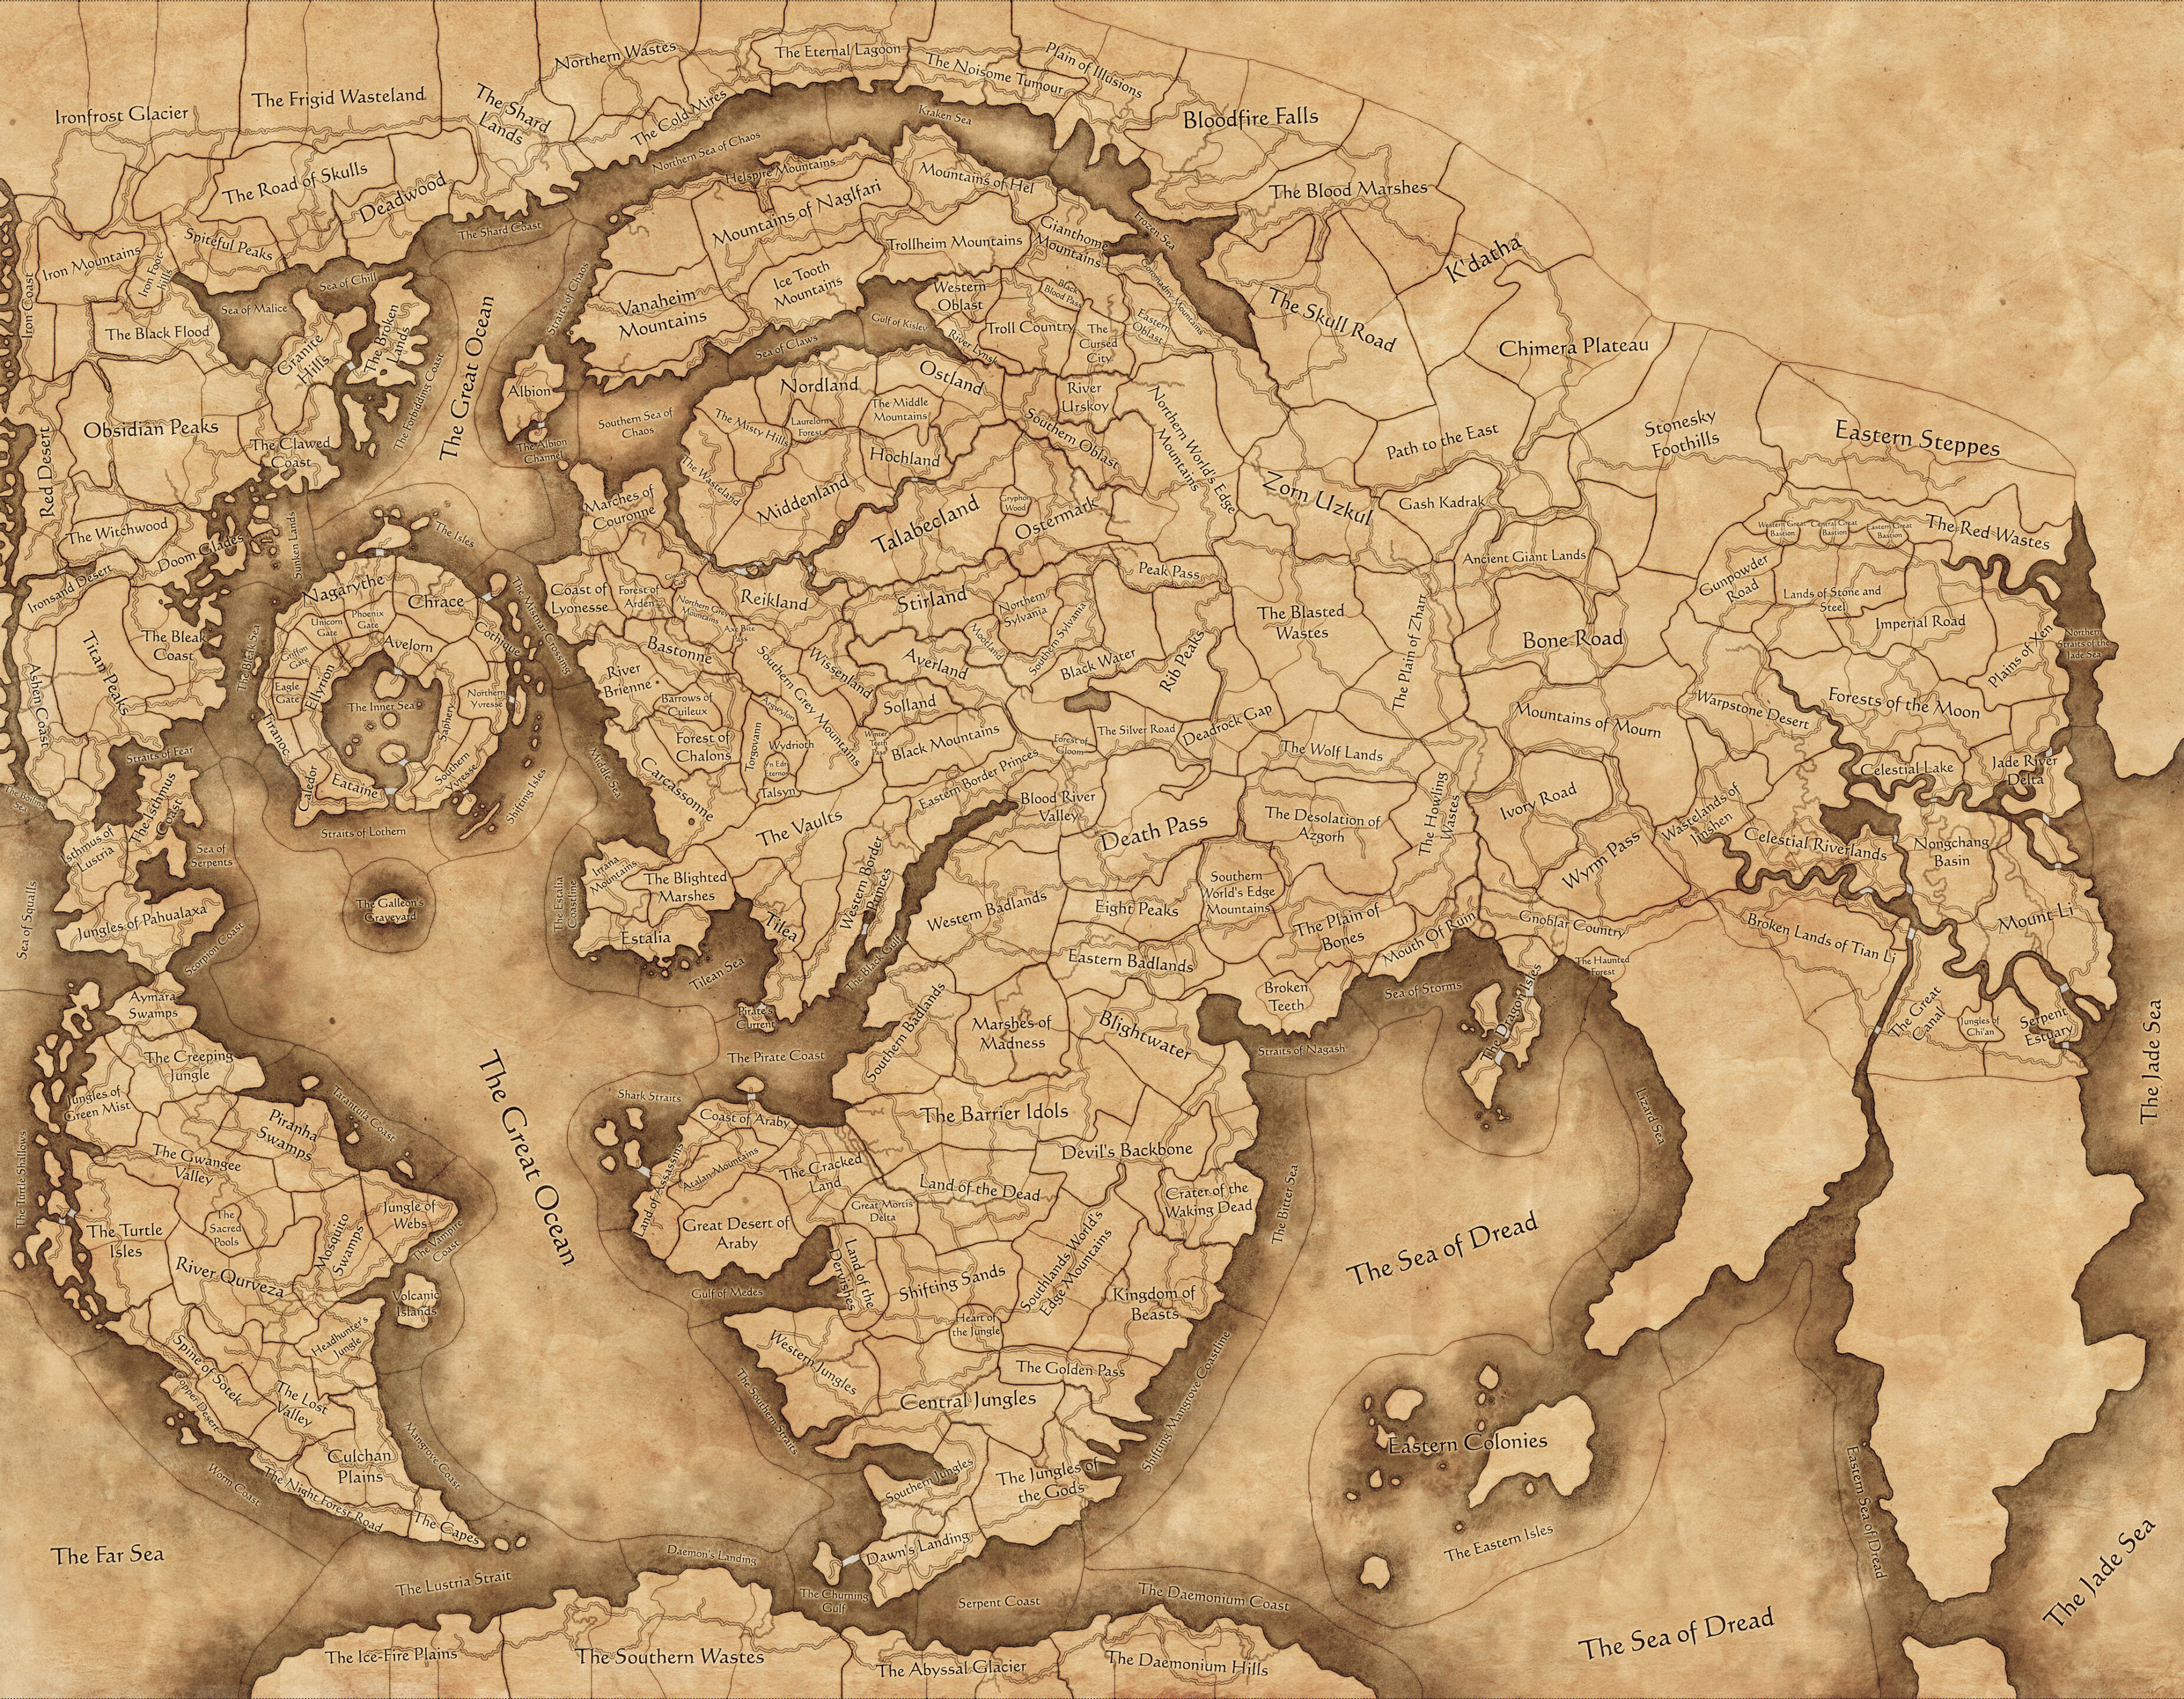 Northern Wastes
The Eternal Lagoon
The Noisome Tumour
Plain of Illusions
Ironfrost Glacier
The Frigid Wasteland
The Shard
Lands
The Cold Mires
Kraken Sea
Bloodfire Falls
Northern Sea of Chaos
The Road of Skulls
Deadwood
Helspire Mountains
Mountains of Hel
The Blood Marshes
Mountains of Naglfari
The Shard Coast
Spiteful Peaks
Iron Mountains
Iron Foot-
hills
Trollheim Mountains
Gianthome
Mountains
Frozen Sea
K'datha
Iron Coast
Sea of Chill
Sea of Malice
Straits of Chaos
Ice Tooth
Mountains
Vanaheim
Mountains
Western
Oblast
Black
Blood Pass
Goromadny Mountains
The Black Flood
Granite
Hills
The Broken
Lands
The Great Ocean
The Forbidding Coast
Gulf of Kislev
Sea of Claws
River Lynsk
Troll Country
The
Cursed
City
Eastern
Oblast
The Skull Road
Chimera Plateau
Albion
Nordland
Ostland
The Middle
Mountains
River
Urskoy
Obsidian Peaks
The Clawed
Coast
Red Desert
The Albion
Channel
Southern Sea of
Chaos
The Misty Hills
Laurelorn
Forest
Hochland
Southern Oblast
Northern World's Edge
Mountains
Path to the East
Stonesky
Foothills
Eastern Steppes
The Wasteland
Middenland
Talabecland
Gryphon
Wood
Ostermark
Zorn Uzkul
Gash Kadrak
Marches of
Couronne
The Witchwood
Doom Glades
Sunken Lands
The Isles
Western Great
Bastion
Central Great
Bastion
Eastern Great
Bastion
The Red Wastes
Ironsand Desert
Nagarythe
Chrace
The Misty Crossing
Coast of
Lyonesse
Forest of
Arden
Northern Grey
Mountains
Axe Bite
Pass
Reikland
Stirland
Peak Pass
Ancient Giant Lands
Gunpowder
Road
Lands of Stone and
Steel
Imperial Road
Northern
Sylvania
Southern Sylvania
Mootland
The Blasted
Wastes
The Plain of Zharr
Bone Road
Plains of Xen
Northern
Straits of the
Jade Sea
Titan Peaks
The Bleak
Coast
The Black Sea
Unicorn
Gate
Phoenix
Gate
Griffon
Gate
Avelorn
Cothique
Bastonne
River
Brienne
Southern Grey Mountains
Wissenland
Averland
Black Water
Rib Peaks
Ashen Coast
Eagle
Gate
Ellyrion
The Inner Sea
Northern
Yvresse
Saphery
Barrows of
Cuileux
Argwylon
Solland
Tiranoc
Forest of
Chalons
Torgovann
Wydrioth
Yn Edri
Eternos
Talsyn
Winter
Teeth
Pass
Black Mountains
Forest of
Gloom
The Silver Road
Deadrock Gap
The Wolf Lands
Mountains of Mourn
Warpstone Desert
Forests of the Moon
Celestial Lake
Jade River
Delta
Straits of Fear
Caledor
Eataine
Southern
Yvresse
Shifting Isles
Middle Sea
Carcassonne
The Vaults
Eastern Border Princes
Blood River
Valley
Death Pass
The Desolation of
Azgorh
The Howling
Wastes
Ivory Road
Wyrm Pass
Wastelands of
Jinshen
Celestial Riverlands
Nongchang
Basin
The Boiling
Sea
Isthmus of
Lustria
The Isthmus
Coast
Straits of Lothern
Sea of
Serpents
Sea of Squalls
Jungles of Pahualaxa
Scorpion Coast
The Galleon's
Graveyard
The Estalia
Coastline
Irrana
Mountains
The Blighted
Marshes
Estalia
Tilean Sea
Tilea
Western Border
Princes
The Black Gulf
Western Badlands
Eight Peaks
Southern
World's Edge
Mountains
The Plain of
Bones
Mouth Of Ruin
Gnoblar Country
Broken Lands of Tian Li
Mount Li
Eastern Badlands
Broken
Teeth
The Haunted
Forest
Sea of Storms
The Dragon Isles
The Great
Canal
Jungles of
Chi'an
Serpent
Estuary
The Jade Sea
Aymara
Swamps
Pirate's
Current
The Pirate Coast
Southern Badlands
Marshes of
Madness
Blightwater
Straits of Nagash
Lizard Sea
The Creeping
Jungle
Jungles of
Green Mist
Piranha
Swamps
Tarantula Coast
The Great Ocean
Shark Straits
Coast of Araby
The Barrier Idols
Devil's Backbone
The Turtle Shallows
The Gwangee
Valley
Land of Assassins
Atalan Mountains
The Cracked
Land
Land of the Dead
Great Mortis
Delta
Crater of the
Waking Dead
The Bitter Sea
The Turtle
Isles
The
Sacred
Pools
Mosquito
Swamps
Jungle of
Webs
The Vampire
Coast
Great Desert of
Araby
Land of the
Dervishes
Shifting Sands
Southlands World's
Edge Mountains
Kingdom of
Beasts
The Sea of Dread
River Qurveza
Volcanic
Islands
Gulf of Medes
Heart of
the Jungle
Headhunter's
Jungle
Spine of Sotek
Copper Desert
The Lost
Valley
Western Jungles
The Golden Pass
Central Jungles
Shifting Mangrove Coastline
The Southern Straits
Mangrove Coast
Culchan
Plains
Worm Coast
The Night Forest Road
The Capes
Southern Jungles
The Jungles of
the Gods
Eastern Colonies
The Eastern Isles
Eastern Sea of Dread
The Far Sea
The Lustria Strait
Daemon's Landing
Dawn's Landing
The Churning
Gulf
Serpent Coast
The Daemonium Coast
The Jade Sea
The Sea of Dread
The Ice-Fire Plains
The Southern Wastes
The Abyssal Glacier
The Daemonium Hills